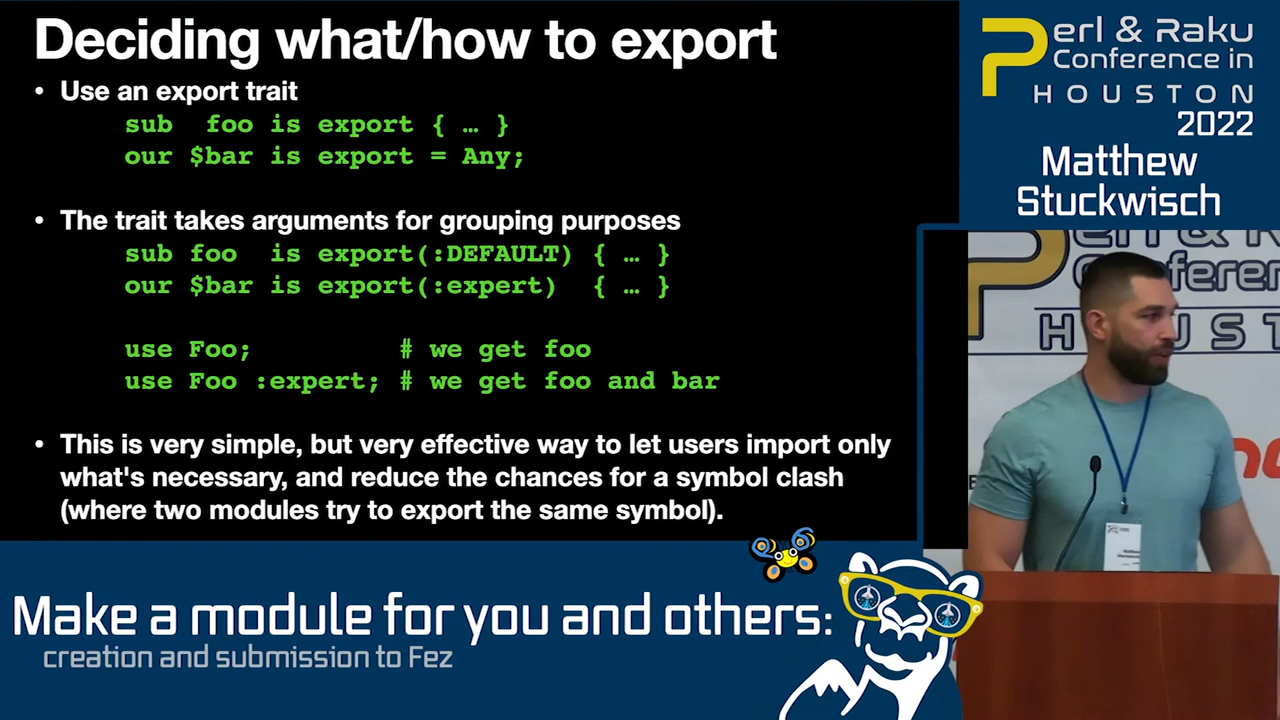 Deciding what/how to export
• Use an export trait
sub  foo is export { … }
our $bar is export = Any;
• The trait takes arguments for grouping purposes
sub foo  is export(:DEFAULT) { … }
our $bar is export(:expert)  { … }
use Foo;         # we get foo
use Foo :expert; # we get foo and bar
• This is very simple, but very effective way to let users import only
what's necessary, and reduce the chances for a symbol clash
(where two modules try to export the same symbol).
Perl & Raku
Conference in
HOUSTON
2022
Matthew
Stuckwisch
Make a module for you and others:
creation and submission to Fez